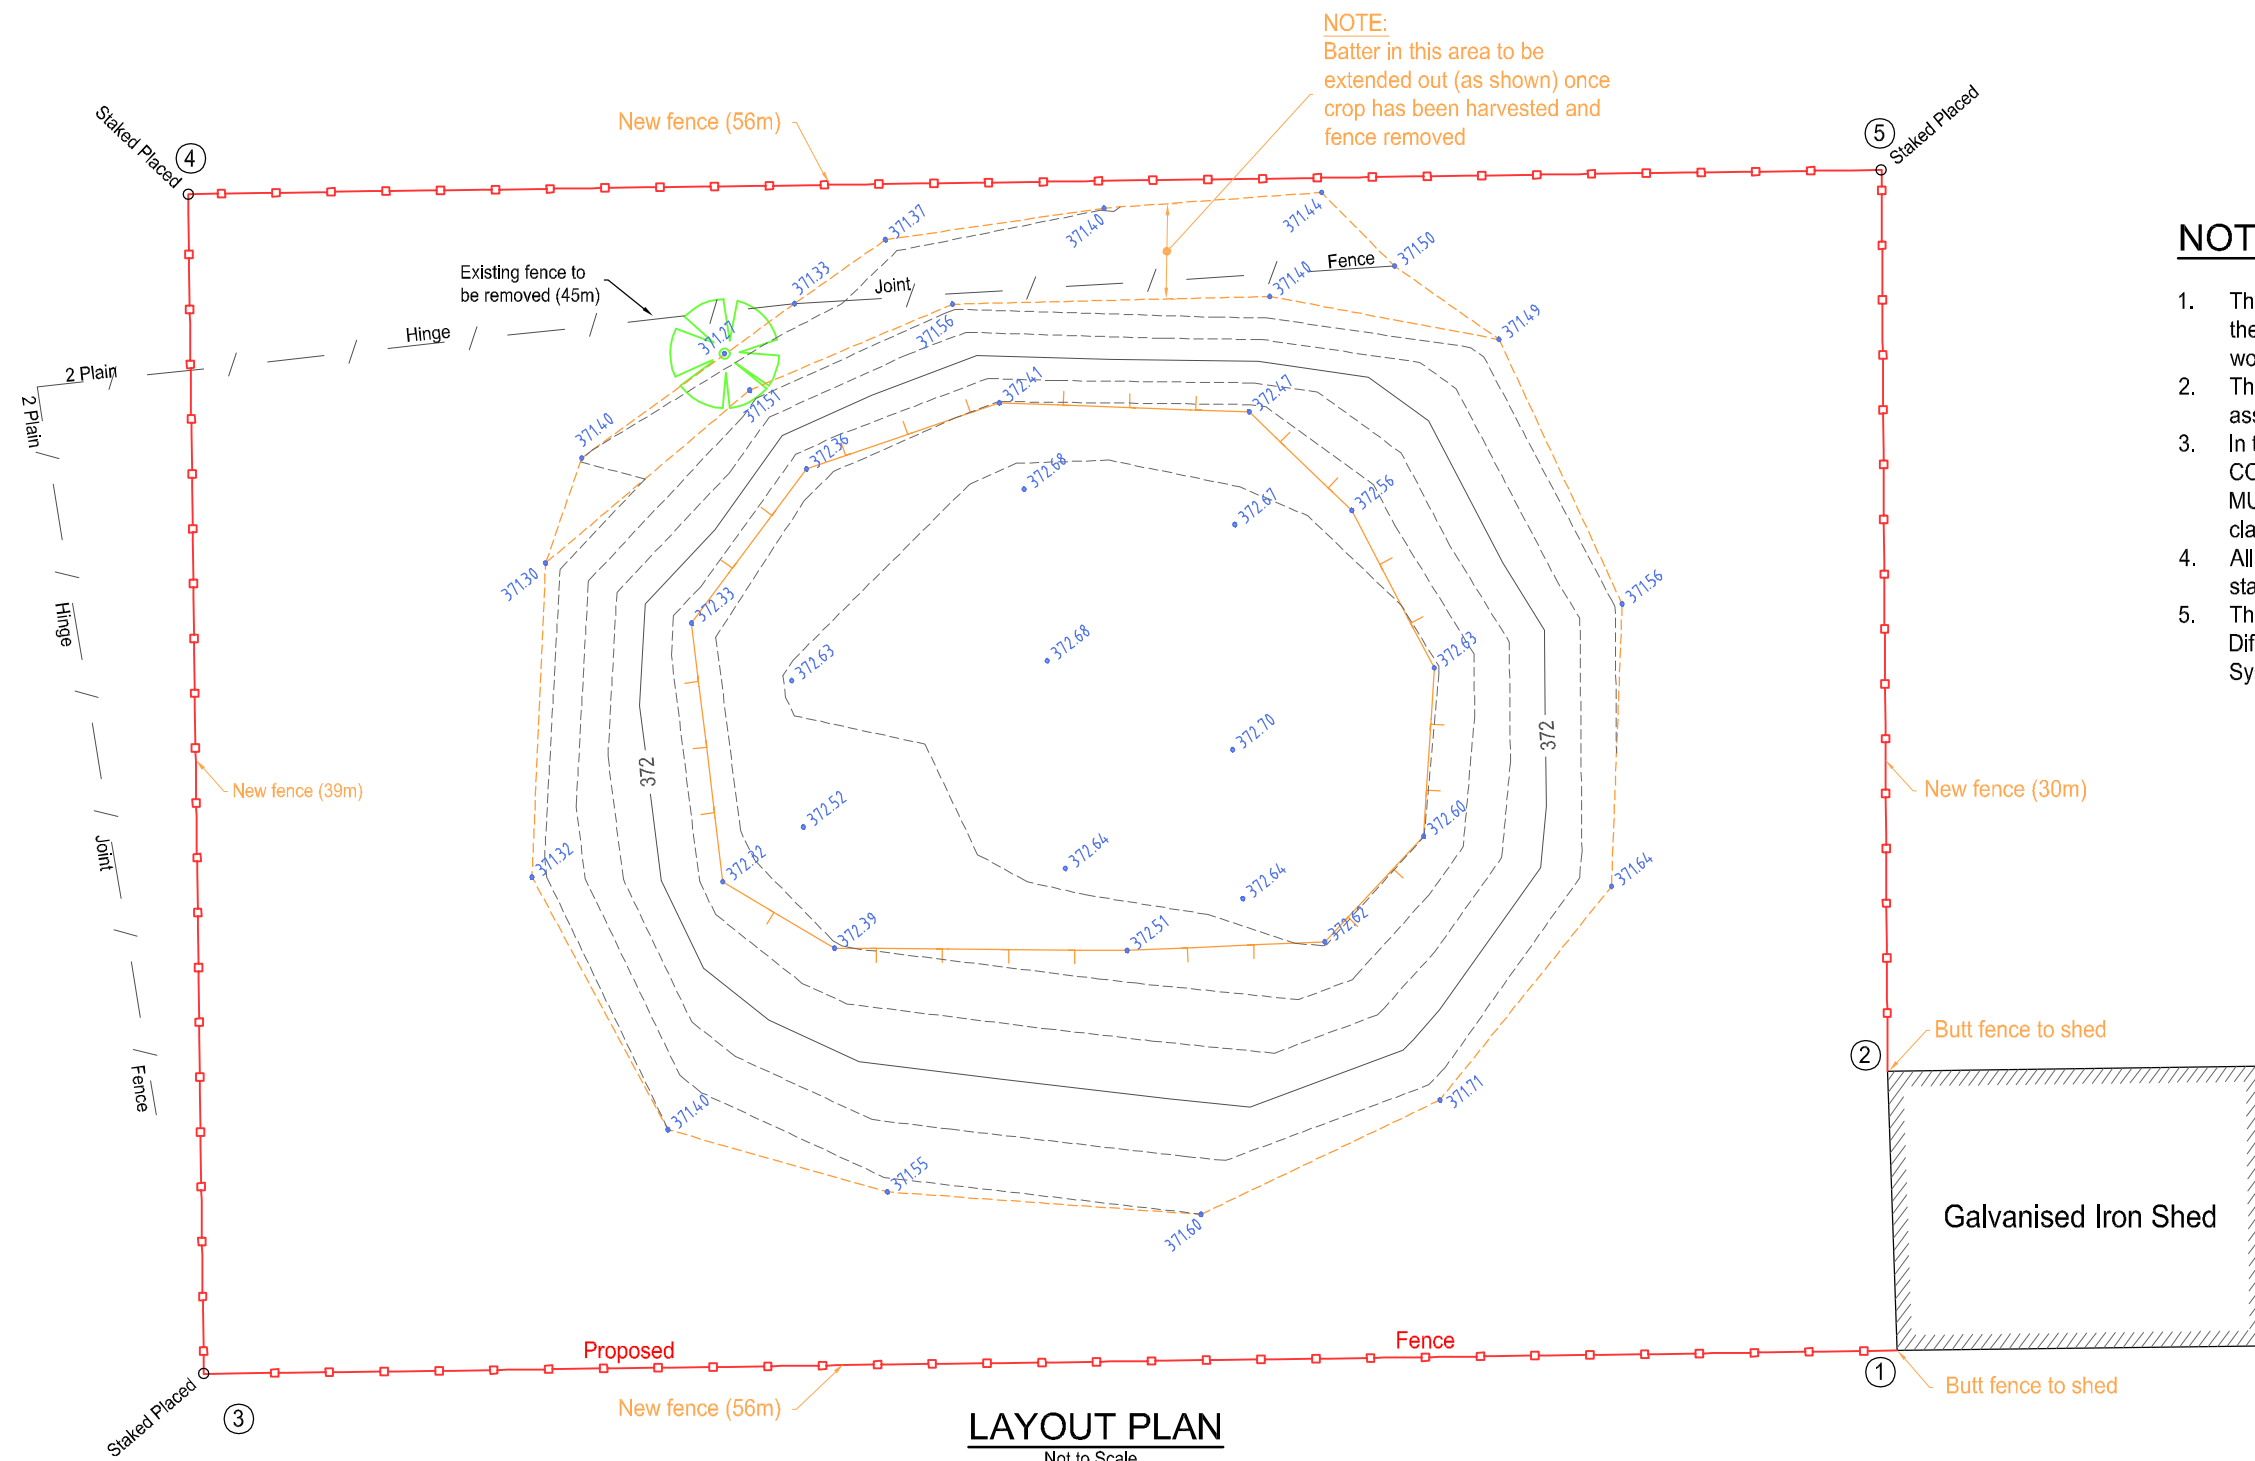 NOTE:
Batter in this area to be
extended out (as shown) once
crop has been harvested and
fence removed
New fence (56m)
Staked Placed
4
5
Staked Placed
371.37
371.40
371.44
371.50
371.33
371.40
Fence
Joint
Existing fence to
be removed (45m)
Hinge
2 Plain
2 Plain
371.27
371.56
371.49
371.57
371.40
372.41
372.47
372.36
372.68
372.67
372.56
371.30
372.33
371.56
Hinge
372.63
372.68
372.63
372.70
372
372
New fence (39m)
New fence (30m)
372.52
372.60
Joint
371.32
372.32
372.64
372.64
371.64
372.39
372.51
372.62
Fence
371.40
371.71
371.55
371.60
2
Butt fence to shed
Galvanised Iron Shed
Proposed
Fence
1
Butt fence to shed
Staked Placed
3
New fence (56m)
LAYOUT PLAN
Not to Scale
1.
2.
3. In
4. All
5.